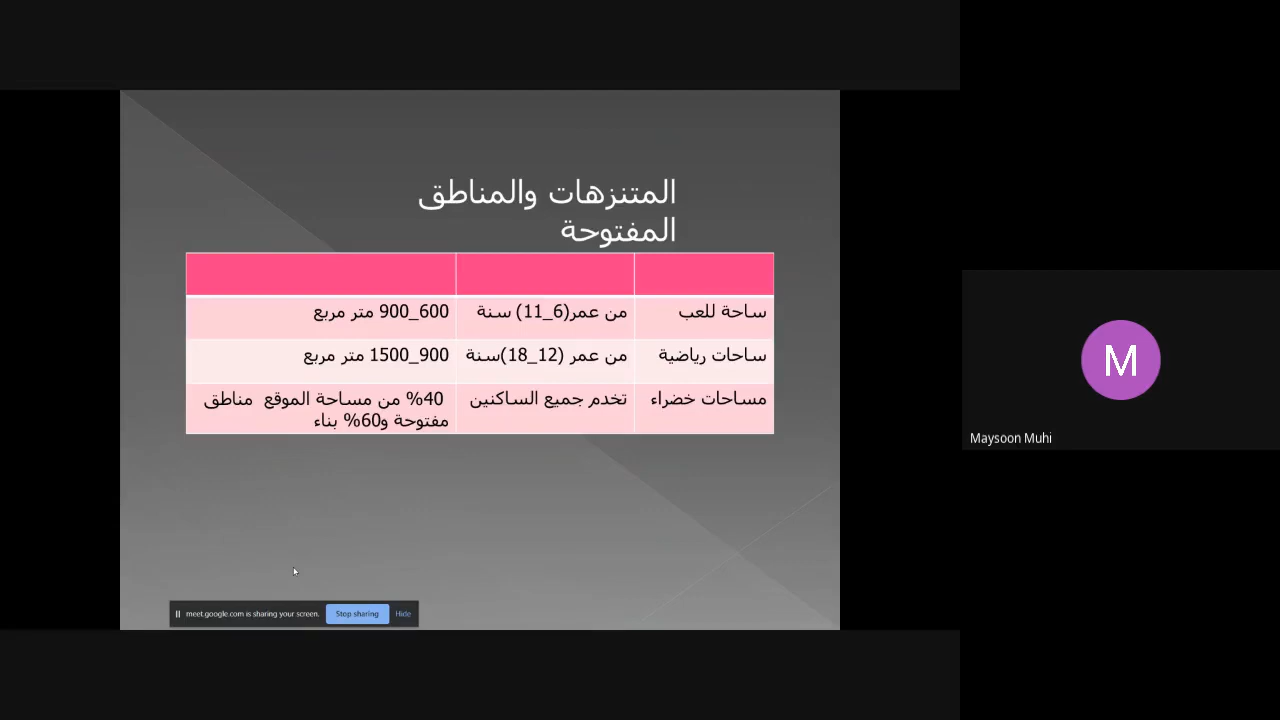 المتنزهات والمناطق
المفتوحة
ساحة للعب
من عمر(6_11) سنة
600_900 متر مربع
ساحات رياضية
من عمر (12_18)سنة
900_1500 متر مربع
مساحات خضراء
تخدم جميع الساكنين
40% من مساحة الموقع مناطق
مفتوحة و60% بناء
meet.google.com is sharing your screen. Stop sharing Hide
M
Maysoon Muhi